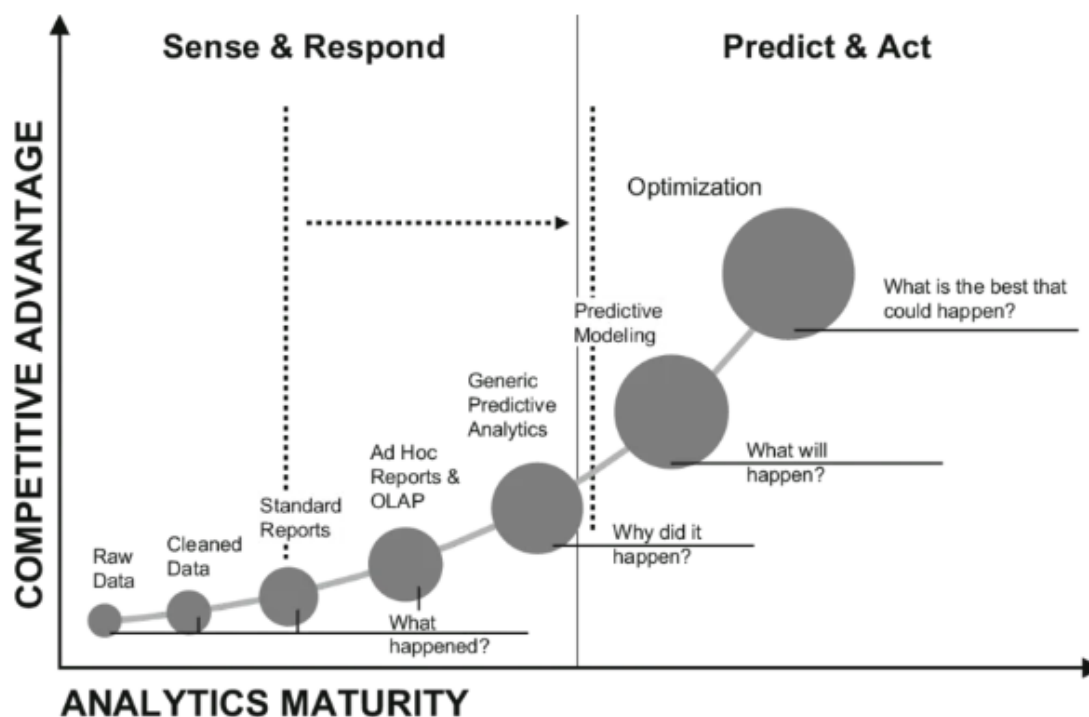 Sense & Respond
Predict & Act
COMPETITIVE ADVANTAGE
Optimization
What is the best that
could happen?
Predictive
Modeling
Generic
Predictive
Analytics
What will
happen?
Ad Hoc
Reports &
OLAP
Standard
Reports
Why did it
happen?
Cleaned
Data
Raw
Data
What
happened?
ANALYTICS MATURITY